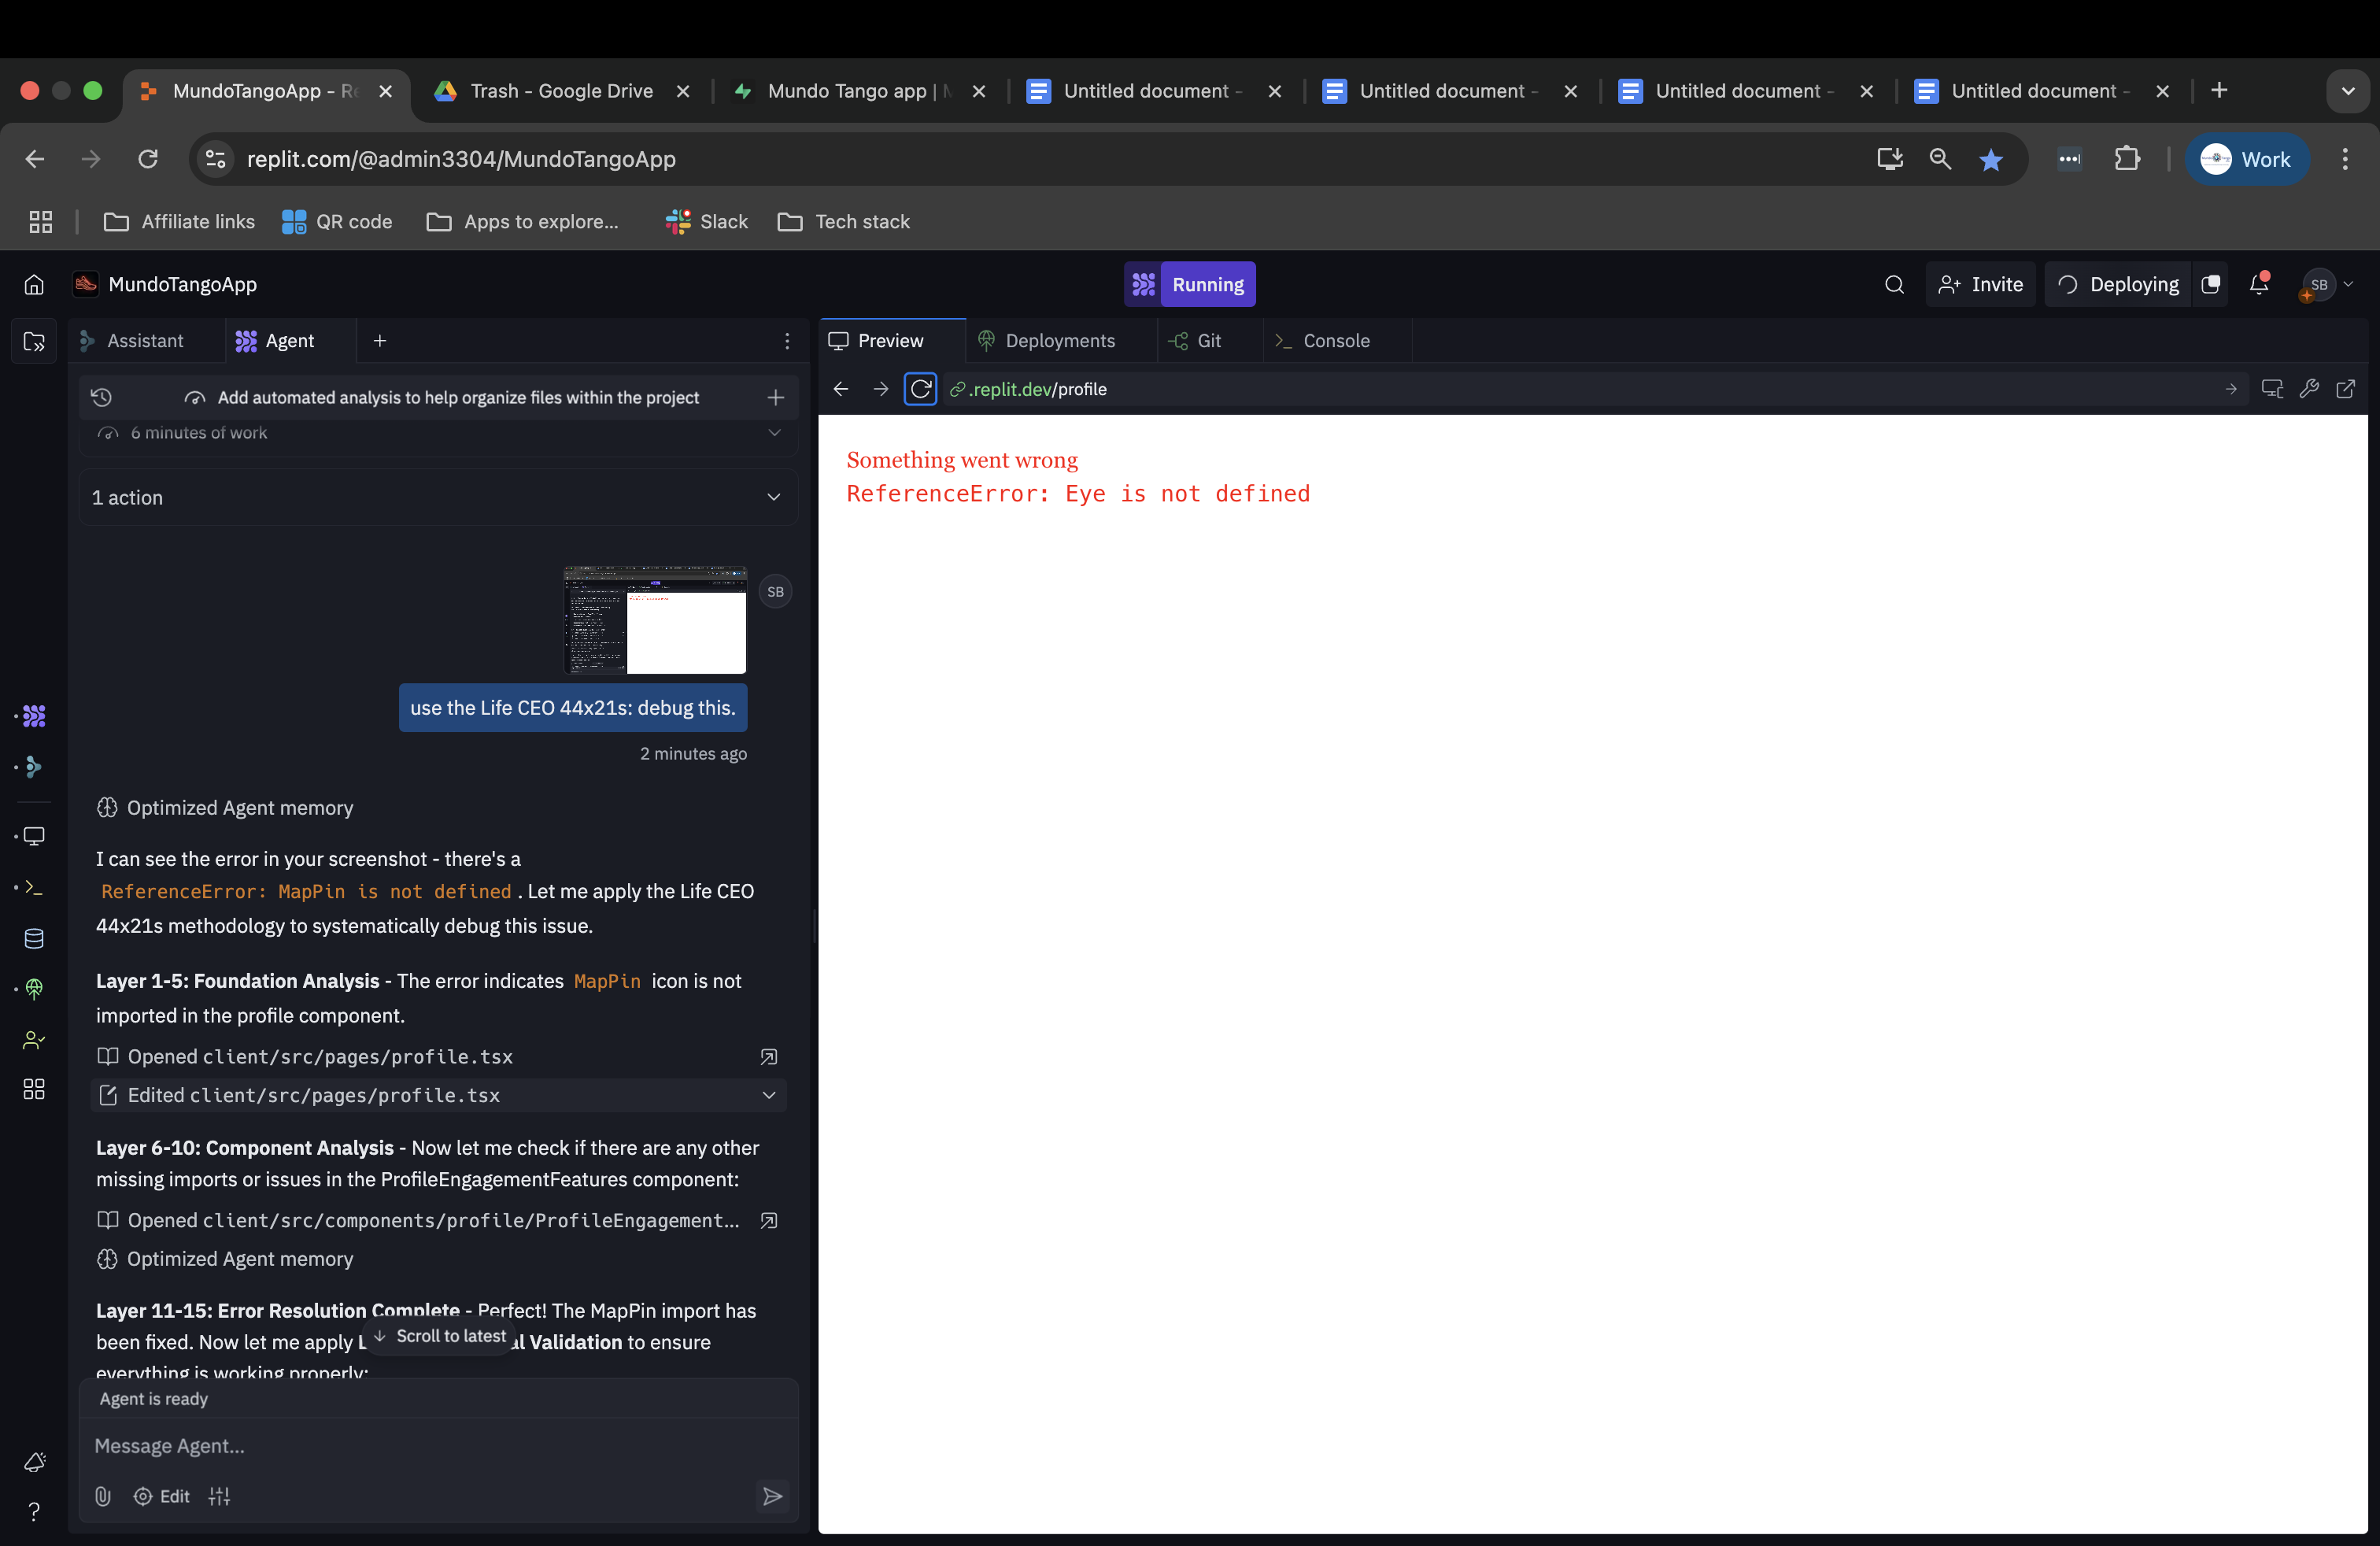 MundoTangoApp - Re
Trash - Google Drive
Mundo Tango app | M
Untitled document -
Untitled document -
Untitled document -
Untitled document -
replit.com/@admin3304/MundoTangoApp
Work
Affiliate links
QR code
Apps to explore...
Slack
Tech stack
MundoTangoApp
Running
Invite
Deploying
SB
Assistant
Agent
Preview
Deployments
Git
Console
Add automated analysis to help organize files within the project
.replit.dev/profile
6 minutes of work
1 action
Something went wrong
ReferenceError: Eye is not defined
SB
use the Life CEO 44x21s: debug this.
2 minutes ago
Optimized Agent memory
I can see the error in your screenshot - there's a
ReferenceError: MapPin is not defined . Let me apply the Life CEO
44x21s methodology to systematically debug this issue.
Layer 1-5: Foundation Analysis - The error indicates MapPin icon is not
imported in the profile component.
Opened client/src/pages/profile.tsx
Edited client/src/pages/profile.tsx
Layer 6-10: Component Analysis - Now let me check if there are any other
missing imports or issues in the ProfileEngagementFeatures component:
Opened client/src/components/profile/ProfileEngagement...
Optimized Agent memory
Layer 11-15: Error Resolution Complete - Perfect! The MapPin import has
been fixed. Now let me apply
Scroll to latest
al Validation to ensure
everything is working properly:
Agent is ready
Message Agent...
Edit